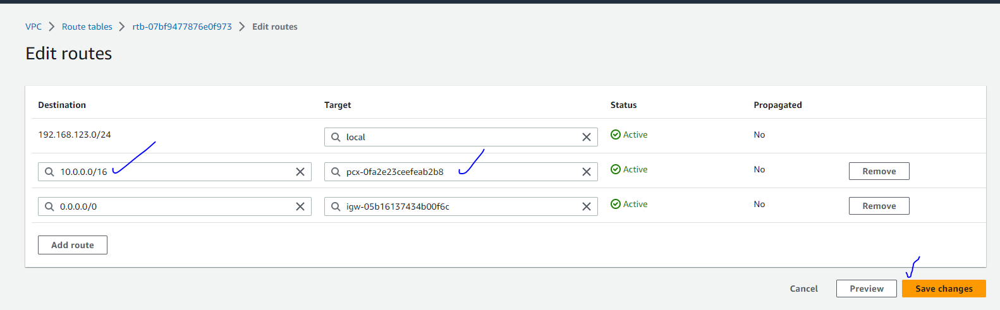 VPC > Route tables > rtb-07bf9477876e0f973 > Edit routes
Edit routes
Destination Target Status Propagated
192.168.123.0/24 local Active No
10.0.0.0/16 pcx-0fa2e23ceefeab2b8 Active No Remove
0.0.0.0/0 igw-05b16137434b00f6c Active No Remove
Add route
Cancel Preview Save changes